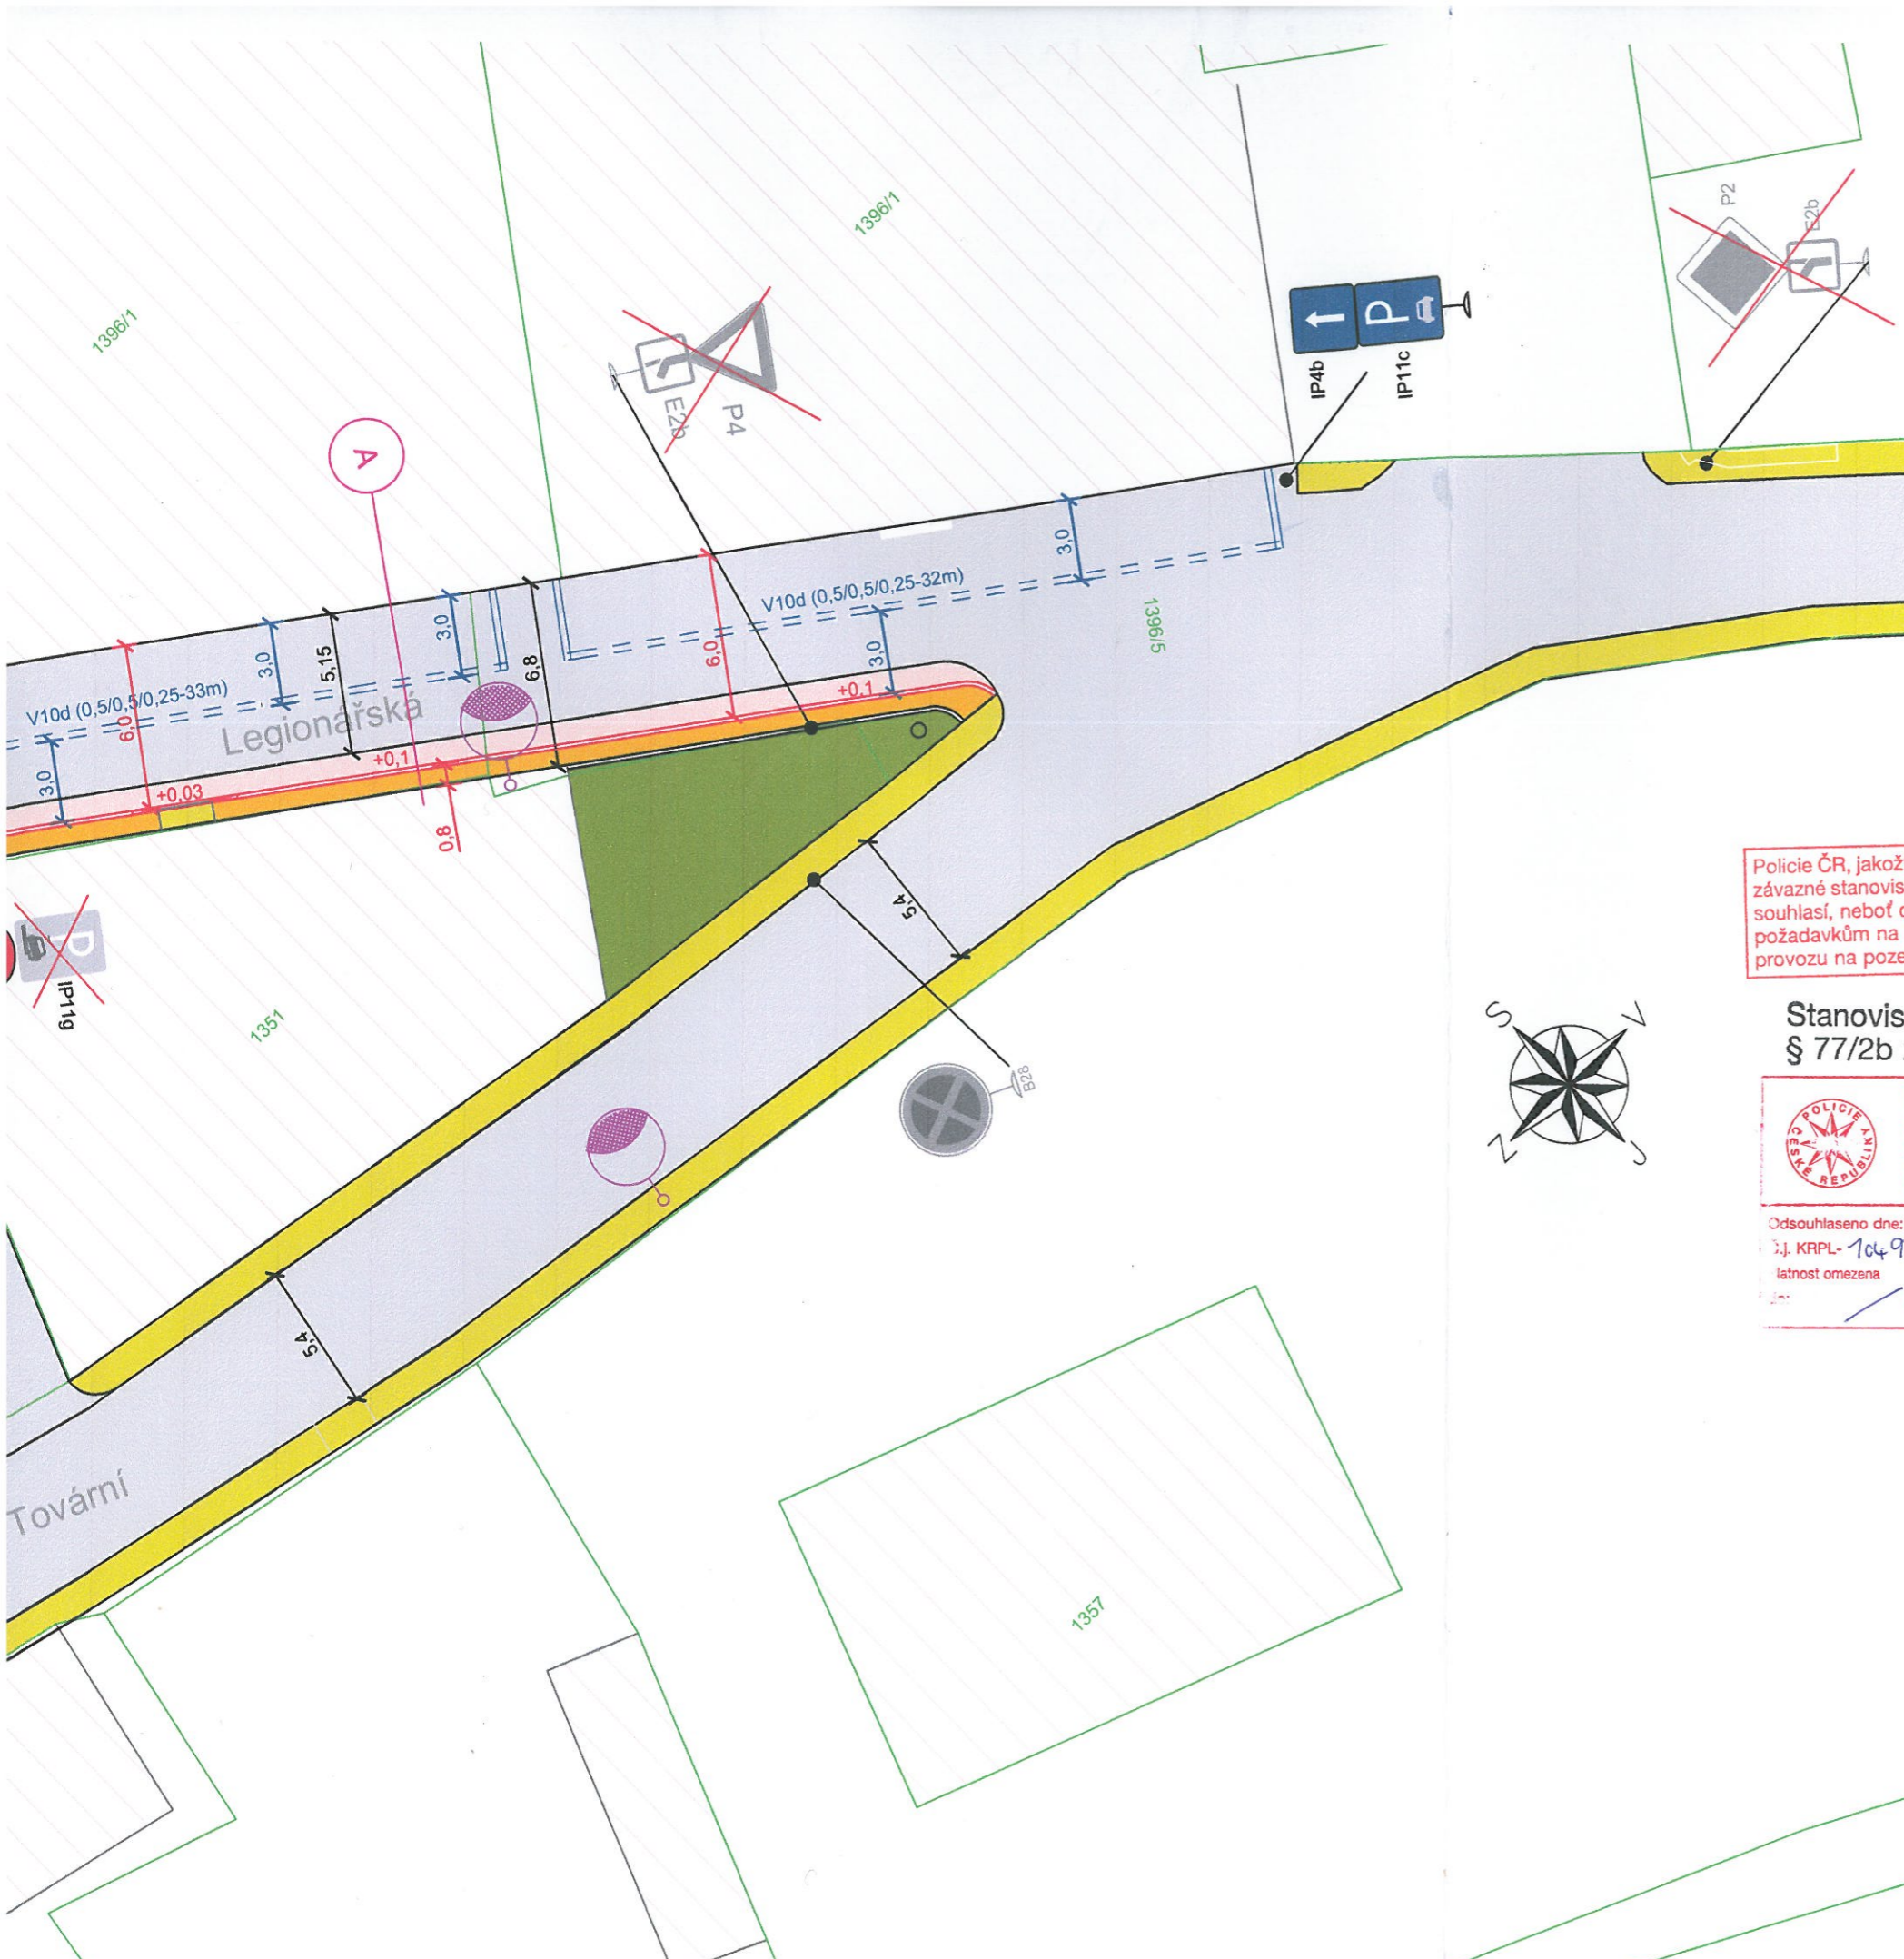 1396/1
1396/1
P2
E2b
IP4b
P
IP11c
E2b
P4
A
3,0
V10d (0,5/0,5/0,25-32m)
1396/5
6,0
3,0
6,8
3,0
5,15
3,0
V10d (0,5/0,5/0,25-33m)
6,0
3,0
Legionářská
+0,1
+0,1
+0,03
0,8
P
IP11g
1351
5,4
B28
5,4
Tovární
1357
Policie ČR, jakož
závazné stanovis
souhlasí, neboť
požadavkům na
provozu na poze
S
V
Z
J
Stanovis
§ 77/2b
POLICIE
ČESKÉ REPUBLIKY
Odsouhlaseno dne:
Č.j. KRPL- 1049
latnost omezena